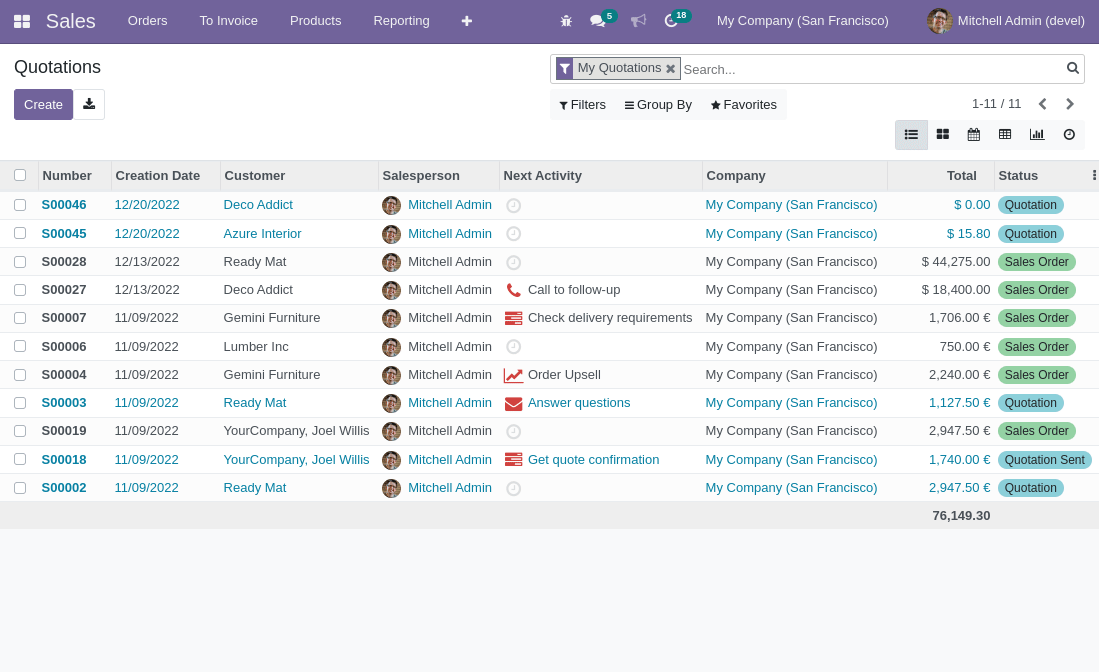 Sales Orders To Invoice Products Reporting 5 18 My Company (San Francisco) Mitchell Admin (devel)
Quotations My Quotations Search...
Create Filters Group By Favorites 1-11 / 11
Number Creation Date Customer Salesperson Next Activity Company Total Status
S00046 12/20/2022 Deco Addict Mitchell Admin My Company (San Francisco) $ 0.00 Quotation
S00045 12/20/2022 Azure Interior Mitchell Admin My Company (San Francisco) $ 15.80 Quotation
S00028 12/13/2022 Ready Mat Mitchell Admin My Company (San Francisco) $ 44,275.00 Sales Order
S00027 12/13/2022 Deco Addict Mitchell Admin Call to follow-up My Company (San Francisco) $ 18,400.00 Sales Order
S00007 11/09/2022 Gemini Furniture Mitchell Admin Check delivery requirements My Company (San Francisco) 1,706.00 € Sales Order
S00006 11/09/2022 Lumber Inc Mitchell Admin My Company (San Francisco) 750.00 € Sales Order
S00004 11/09/2022 Gemini Furniture Mitchell Admin Order Upsell My Company (San Francisco) 2,240.00 € Sales Order
S00003 11/09/2022 Ready Mat Mitchell Admin Answer questions My Company (San Francisco) 1,127.50 € Quotation
S00019 11/09/2022 YourCompany, Joel Willis Mitchell Admin My Company (San Francisco) 2,947.50 € Sales Order
S00018 11/09/2022 YourCompany, Joel Willis Mitchell Admin Get quote confirmation My Company (San Francisco) 1,740.00 € Quotation Sent
S00002 11/09/2022 Ready Mat Mitchell Admin My Company (San Francisco) 2,947.50 € Quotation
76,149.30